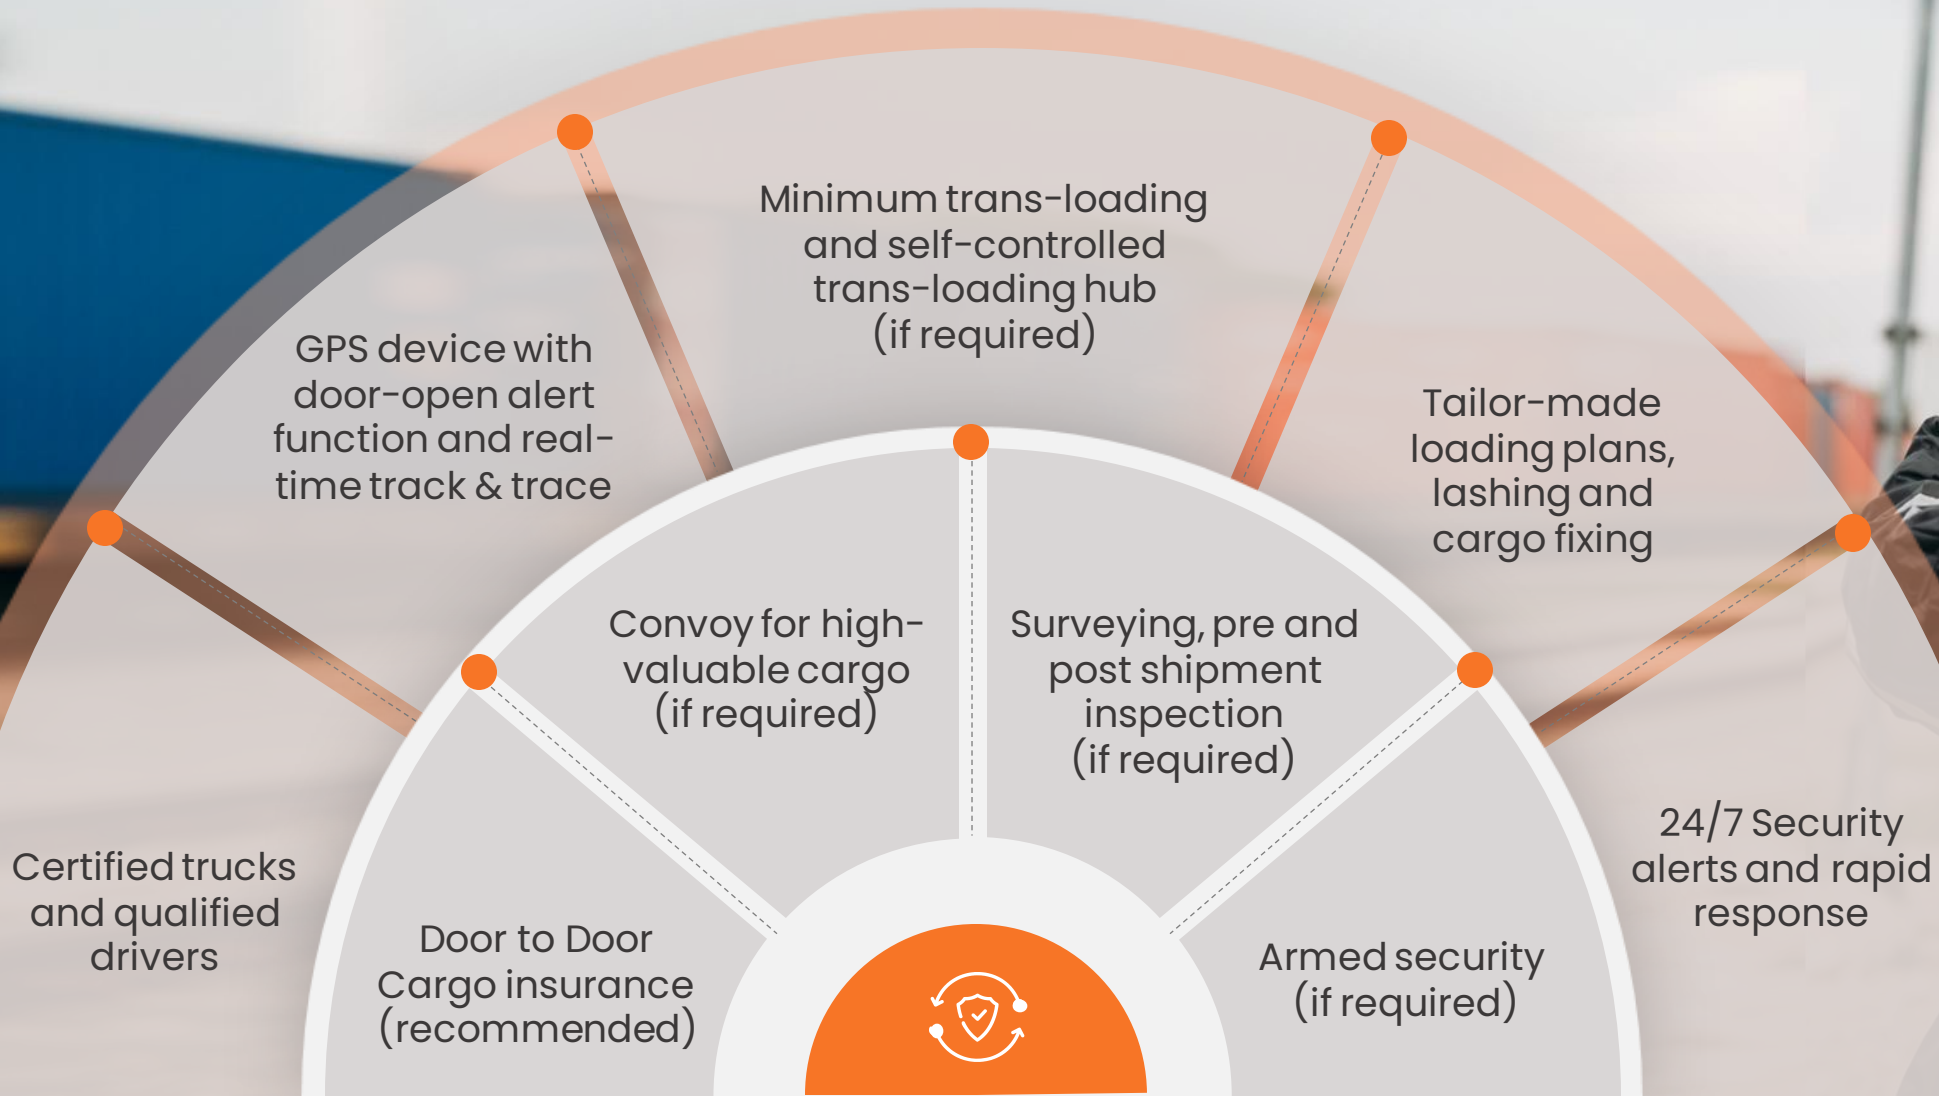 Minimum trans-loading
and self-controlled
trans-loading hub
(if required)
GPS device with
door-open alert
function and real-
time track & trace
Tailor-made
loading plans,
lashing and
cargo fixing
Certified trucks
and qualified
drivers
24/7 Security
alerts and rapid
response
Convoy for high-
valuable cargo
(if required)
Surveying, pre and
post shipment
inspection
(if required)
Door to Door
Cargo insurance
(recommended)
Armed security
(if required)